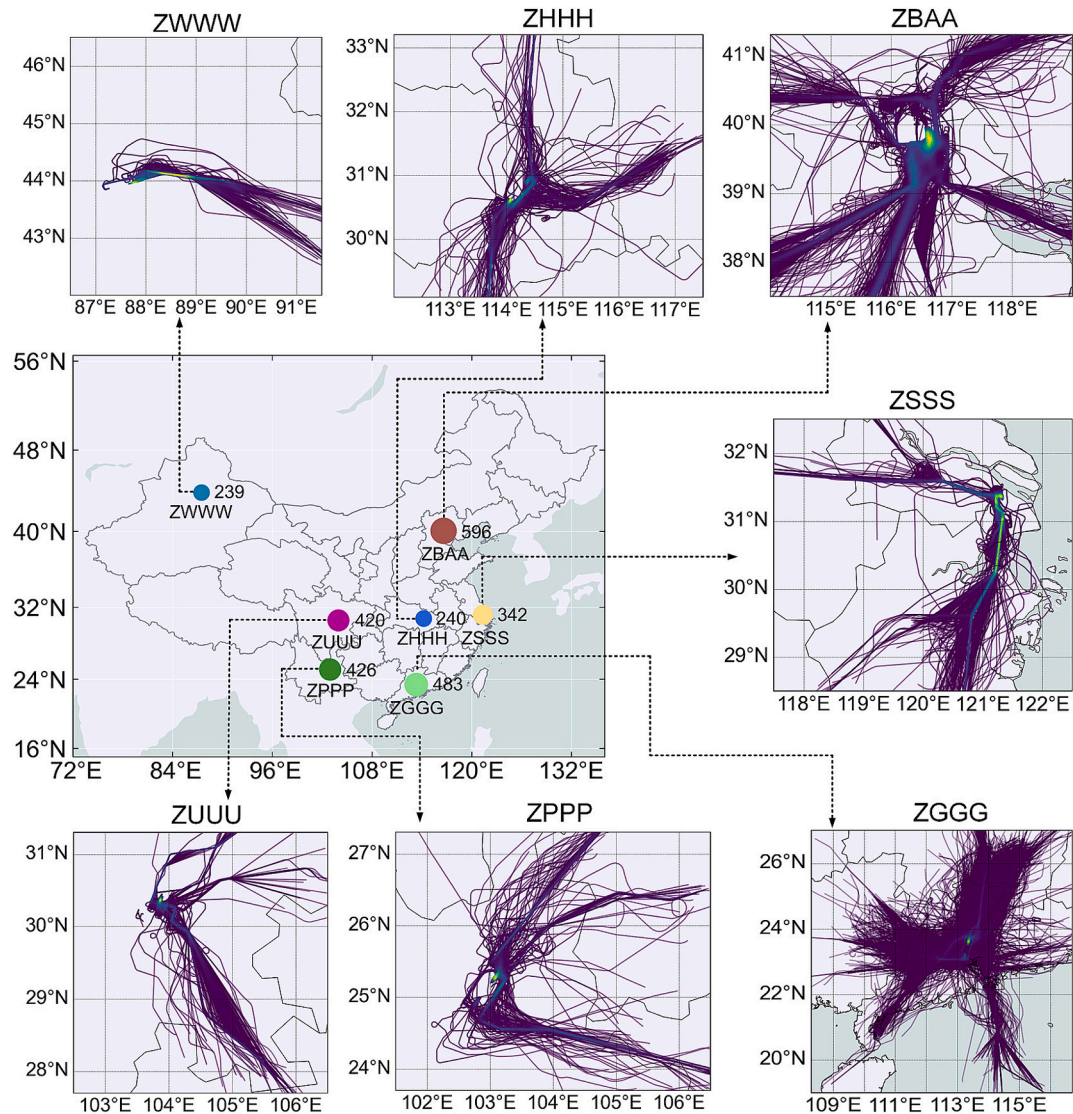 ZWWW
46°N
45°N
44°N
43°N
87°E 88°E 89°E 90°E 91°E
ZHHH
33°N
32°N
31°N
30°N
113°E 114°E 115°E 116°E 117°E
ZBAA
41°N
40°N
39°N
38°N
115°E 116°E 117°E 118°E
56°N
48°N
40°N
32°N
24°N
16°N
72°E 84°E 96°E 108°E 120°E 132°E
239
ZWWW
596
ZBAA
420
ZUUU
240
ZHHH
342
ZSSS
426
ZPPP
483
ZGGG
ZSSS
32°N
31°N
30°N
29°N
118°E 119°E 120°E 121°E 122°E
ZUUU
31°N
30°N
29°N
28°N
103°E 104°E 105°E 106°E
ZPPP
27°N
26°N
25°N
24°N
102°E 103°E 104°E 105°E 106°E
ZGGG
26°N
24°N
22°N
20°N
109°E 111°E 113°E 115°E